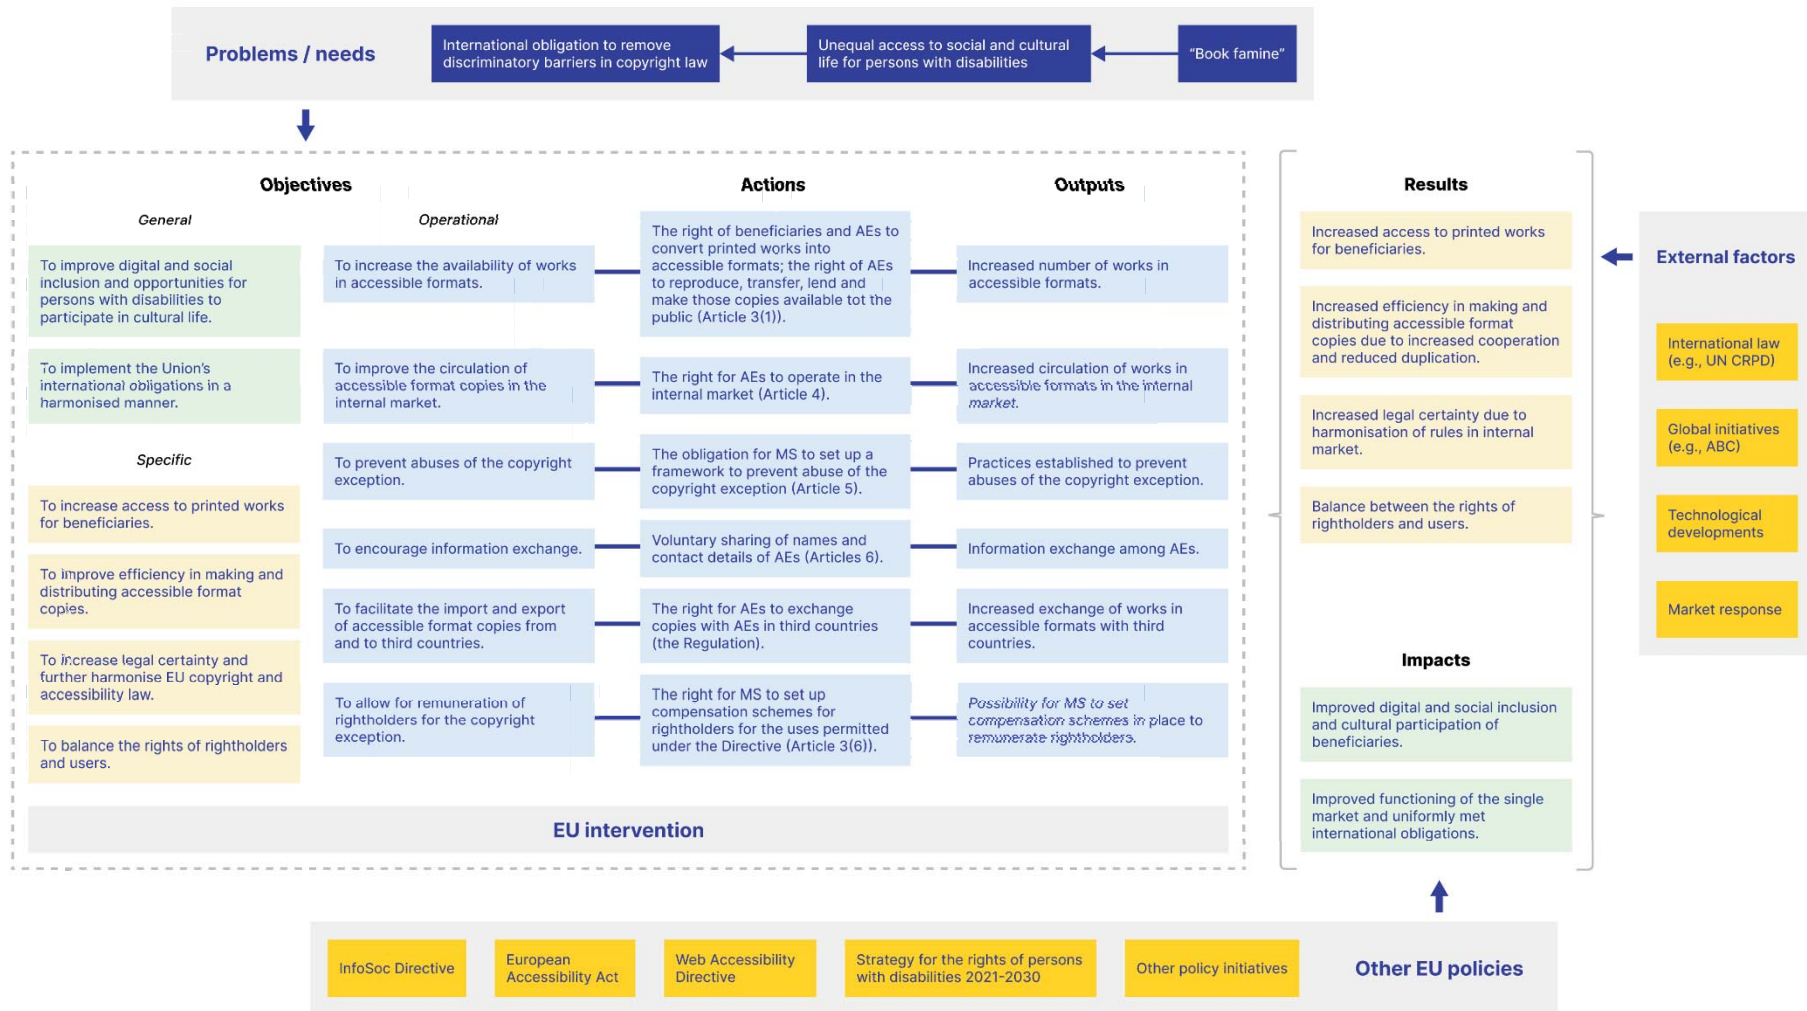 Problems / needs
International obligation to remove
discriminatory barriers in copyright law
Unequal access to social and cultural
life for persons with disabilities
“Book famine”
Objectives
General
To improve digital and social
inclusion and opportunities for
persons with disabilities to
participate in cultural life.
To implement the Union’s
international obligations in a
harmonised manner.
Specific
To increase access to printed works
for beneficiaries.
To improve efficiency in making and
distributing accessible format
copies.
To increase legal certainty and
further harmonise EU copyright and
accessibility law.
To balance the rights of rightholders
and users.
Operational
To increase the availability of works
in accessible formats.
To improve the circulation of
accessible format copies in the
internal market.
To prevent abuses of the copyright
exception.
To encourage information exchange.
To facilitate the import and export
of accessible format copies from
and to third countries.
To allow for remuneration of
rightholders for the copyright
exception.
Actions
The right of beneficiaries and AEs to
convert printed works into
accessible formats; the right of AEs
to reproduce, transfer, lend and
make those copies available tot the
public (Article 3(1)).
The right for AEs to operate in the
internal market (Article 4).
The obligation for MS to set up a
framework to prevent abuse of the
copyright exception (Article 5).
Voluntary sharing of names and
contact details of AEs (Articles 6).
The right for AEs to exchange
copies with AEs in third countries
(the Regulation).
The right for MS to set up
compensation schemes for
rightholders for the uses permitted
under the Directive (Article 3(6)).
Outputs
Increased number of works in
accessible formats.
Increased circulation of works in
accessible formats in the internal
market.
Practices established to prevent
abuses of the copyright exception.
Information exchange among AEs.
Increased exchange of works in
accessible formats with third
countries.
Possibility for MS to set
compensation schemes in place to
remunerate rightholders.
EU intervention
Results
Increased access to printed works
for beneficiaries.
Increased efficiency in making and
distributing accessible format
copies due to increased cooperation
and reduced duplication.
Increased legal certainty due to
harmonisation of rules in internal
market.
Balance between the rights of
rightholders and users.
Impacts
Improved digital and social inclusion
and cultural participation of
beneficiaries.
Improved functioning of the single
market and uniformly met
international obligations.
External factors
International law
(e.g., UN CRPD)
Global initiatives
(e.g., ABC)
Technological
developments
Market response
InfoSoc Directive
European
Accessibility Act
Web Accessibility
Directive
Strategy for the rights of persons
with disabilities 2021-2030
Other policy initiatives
Other EU policies